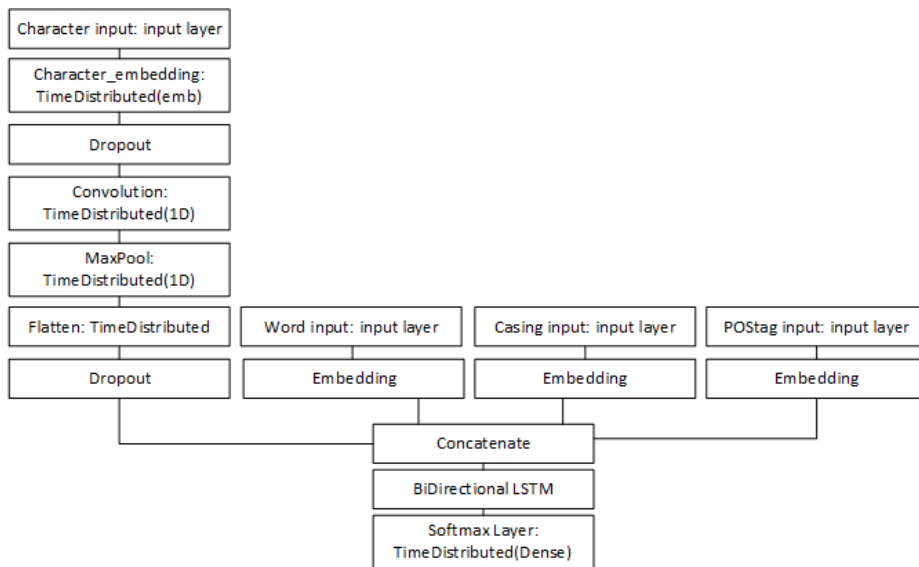 Character input: input layer
Character_embedding:
TimeDistributed(emb)
Dropout
Convolution:
TimeDistributed(1D)
MaxPool:
TimeDistributed(1D)
Flatten: TimeDistributed
Word input: input layer
Casing input: input layer
POStag input: input layer
Dropout
Embedding
Embedding
Embedding
Concatenate
BiDirectional LSTM
Softmax Layer:
TimeDistributed(Dense)